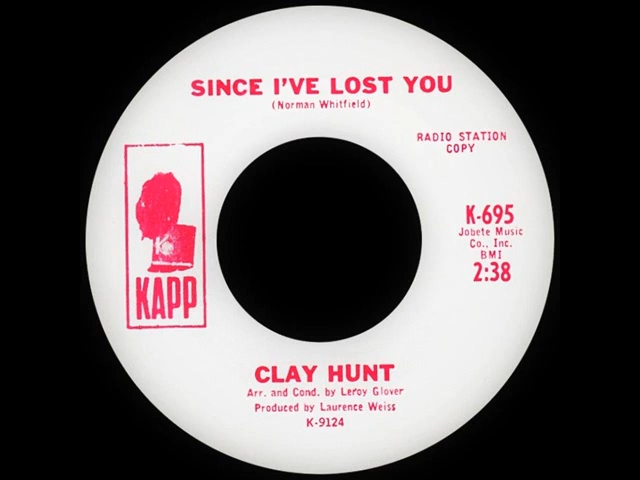 SINCE I'VE LOST YOU
(Norman Whitfield)
RADIO STATION
COPY
K-695
Jobete Music
Co., Inc.
BMI
2:38
KAPP
CLAY HUNT
Arr. and Cond. by Leroy Glover
Produced by Laurence Weiss
K-9124